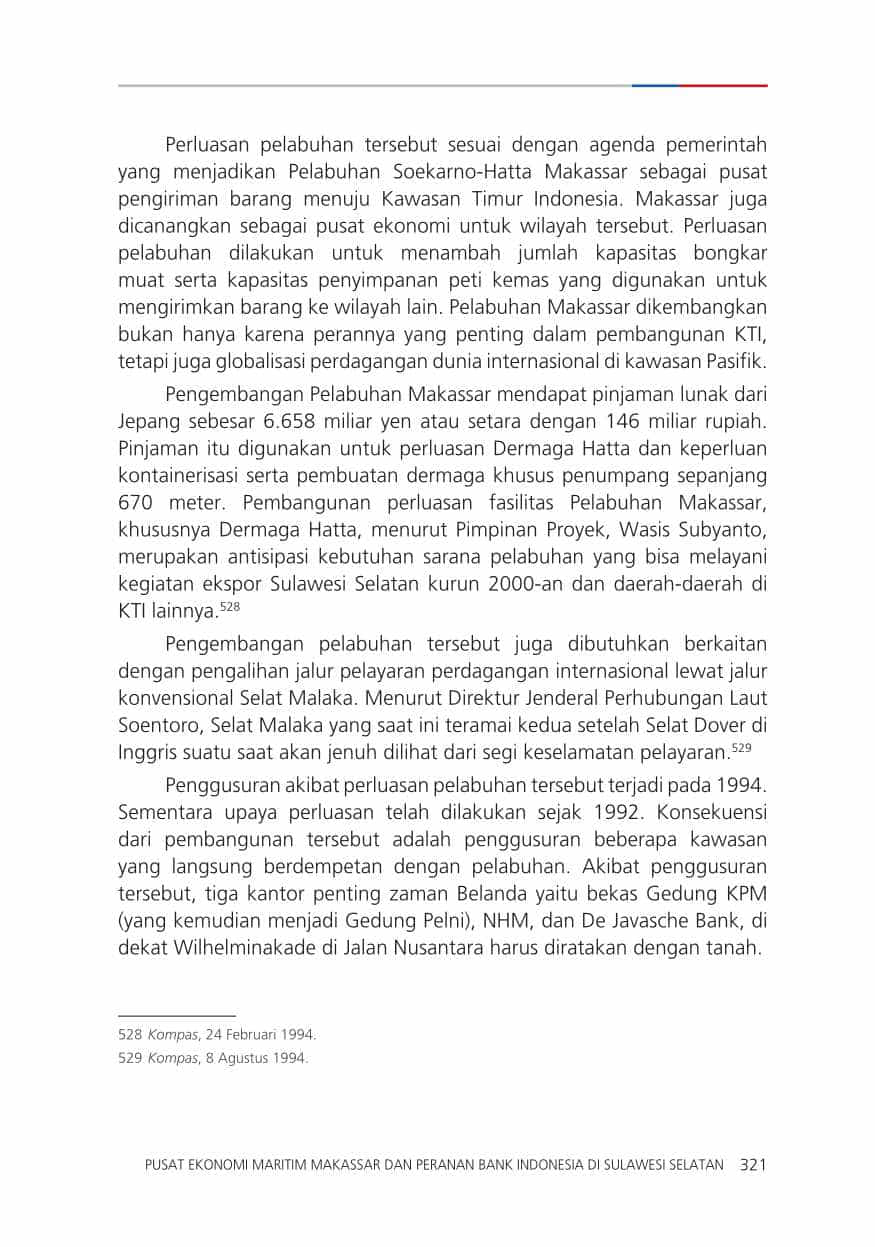 Perluasan pelabuhan tersebut sesuai dengan agenda pemerintah
yang menjadikan Pelabuhan Soekarno-Hatta Makassar sebagai pusat
pengiriman barang menuju Kawasan Timur Indonesia. Makassar juga
dicanangkan sebagai pusat ekonomi untuk wilayah tersebut. Perluasan
pelabuhan dilakukan untuk menambah jumlah kapasitas bongkar
muat serta kapasitas penyimpanan peti kemas yang digunakan untuk
mengirimkan barang ke wilayah lain. Pelabuhan Makassar dikembangkan
bukan hanya karena perannya yang penting dalam pembangunan KTI,
tetapi juga globalisasi perdagangan dunia internasional di kawasan Pasifik.
Pengembangan Pelabuhan Makassar mendapat pinjaman lunak dari
Jepang sebesar 6.658 miliar yen atau setara dengan 146 miliar rupiah.
Pinjaman itu digunakan untuk perluasan Dermaga Hatta dan keperluan
kontainerisasi serta pembuatan dermaga khusus penumpang sepanjang
670 meter. Pembangunan perluasan fasilitas Pelabuhan Makassar,
khususnya Dermaga Hatta, menurut Pimpinan Proyek, Wasis Subyanto,
merupakan antisipasi kebutuhan sarana pelabuhan yang bisa melayani
kegiatan ekspor Sulawesi Selatan kurun 2000-an dan daerah-daerah di
KTI lainnya.528
Pengembangan pelabuhan tersebut juga dibutuhkan berkaitan
dengan pengalihan jalur pelayaran perdagangan internasional lewat jalur
konvensional Selat Malaka. Menurut Direktur Jenderal Perhubungan Laut
Soentoro, Selat Malaka yang saat ini teramai kedua setelah Selat Dover di
Inggris suatu saat akan jenuh dilihat dari segi keselamatan pelayaran.529
Penggusuran akibat perluasan pelabuhan tersebut terjadi pada 1994.
Sementara upaya perluasan telah dilakukan sejak 1992. Konsekuensi
dari pembangunan tersebut adalah penggusuran beberapa kawasan
yang langsung berdempetan dengan pelabuhan. Akibat penggusuran
tersebut, tiga kantor penting zaman Belanda yaitu bekas Gedung KPM
(yang kemudian menjadi Gedung Pelni), NHM, dan De Javasche Bank, di
dekat Wilhelminakade di Jalan Nusantara harus diratakan dengan tanah.
528 Kompas, 24 Februari 1994.
529 Kompas, 8 Agustus 1994.
PUSAT EKONOMI MARITIM MAKASSAR DAN PERANAN BANK INDONESIA DI SULAWESI SELATAN 321